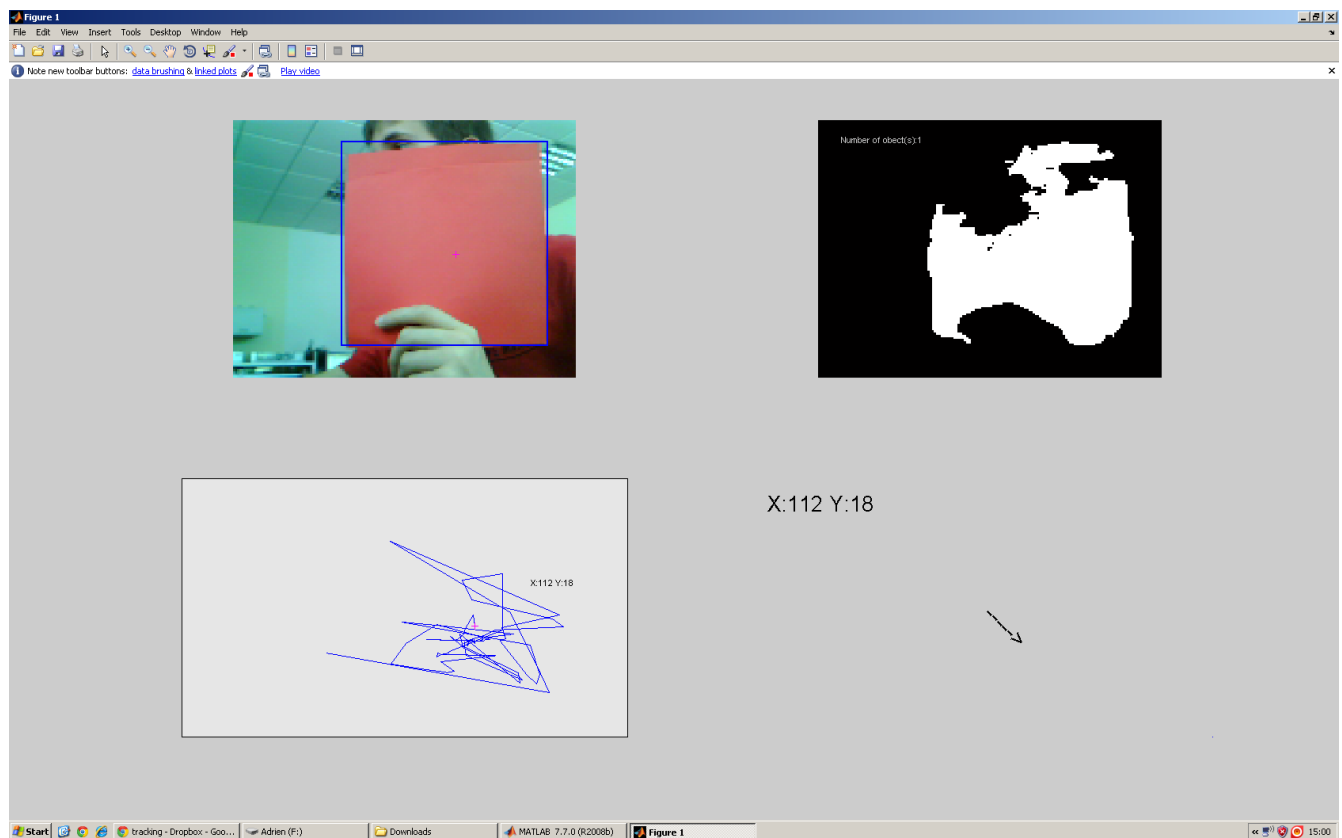 Figure 1
File Edit View Insert Tools Desktop Window Help
Note new toolbar buttons: data brushing & linked plots Play video
Number of obect(s):1
X:112 Y:18
X:112 Y:18
Start tracking - Dropbox - Goo... Adrien (F:) Downloads MATLAB 7.7.0 (R2008b) Figure 1 15:00